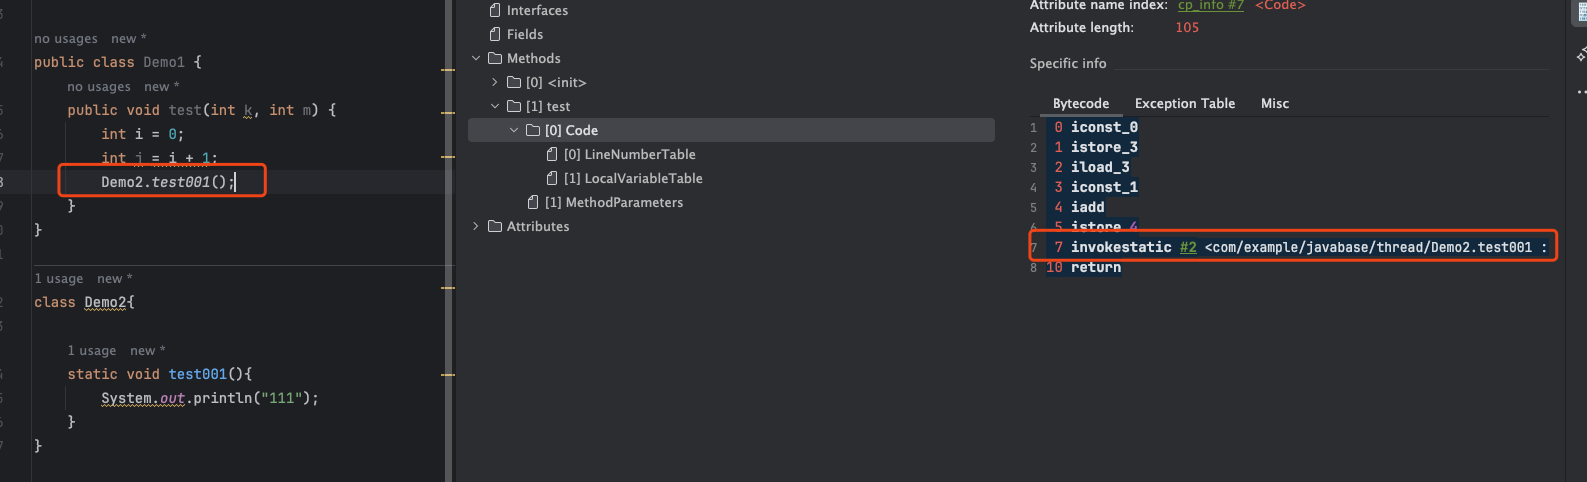 no usages   new *
public class Demo1 {
no usages   new *
public void test(int k, int m) {
int i = 0;
int j = i + 1;
Demo2.test001();
}
}
1 usage   new *
class Demo2{
1 usage   new *
static void test001(){
System.out.println("111");
}
}
Interfaces
Fields
Methods
[0] <init>
[1] test
[0] Code
[0] LineNumberTable
[1] LocalVariableTable
[1] MethodParameters
Attributes
Attribute name index: cp_info #7 <Code>
Attribute length: 105
Specific info
Bytecode   Exception Table   Misc
1 0 iconst_0
2 1 istore_3
3 2 iload_3
4 3 iconst_1
5 4 iadd
6 5 istore 4
7 7 invokestatic #2 <com/example/javabase/thread/Demo2.test001 :
8 10 return